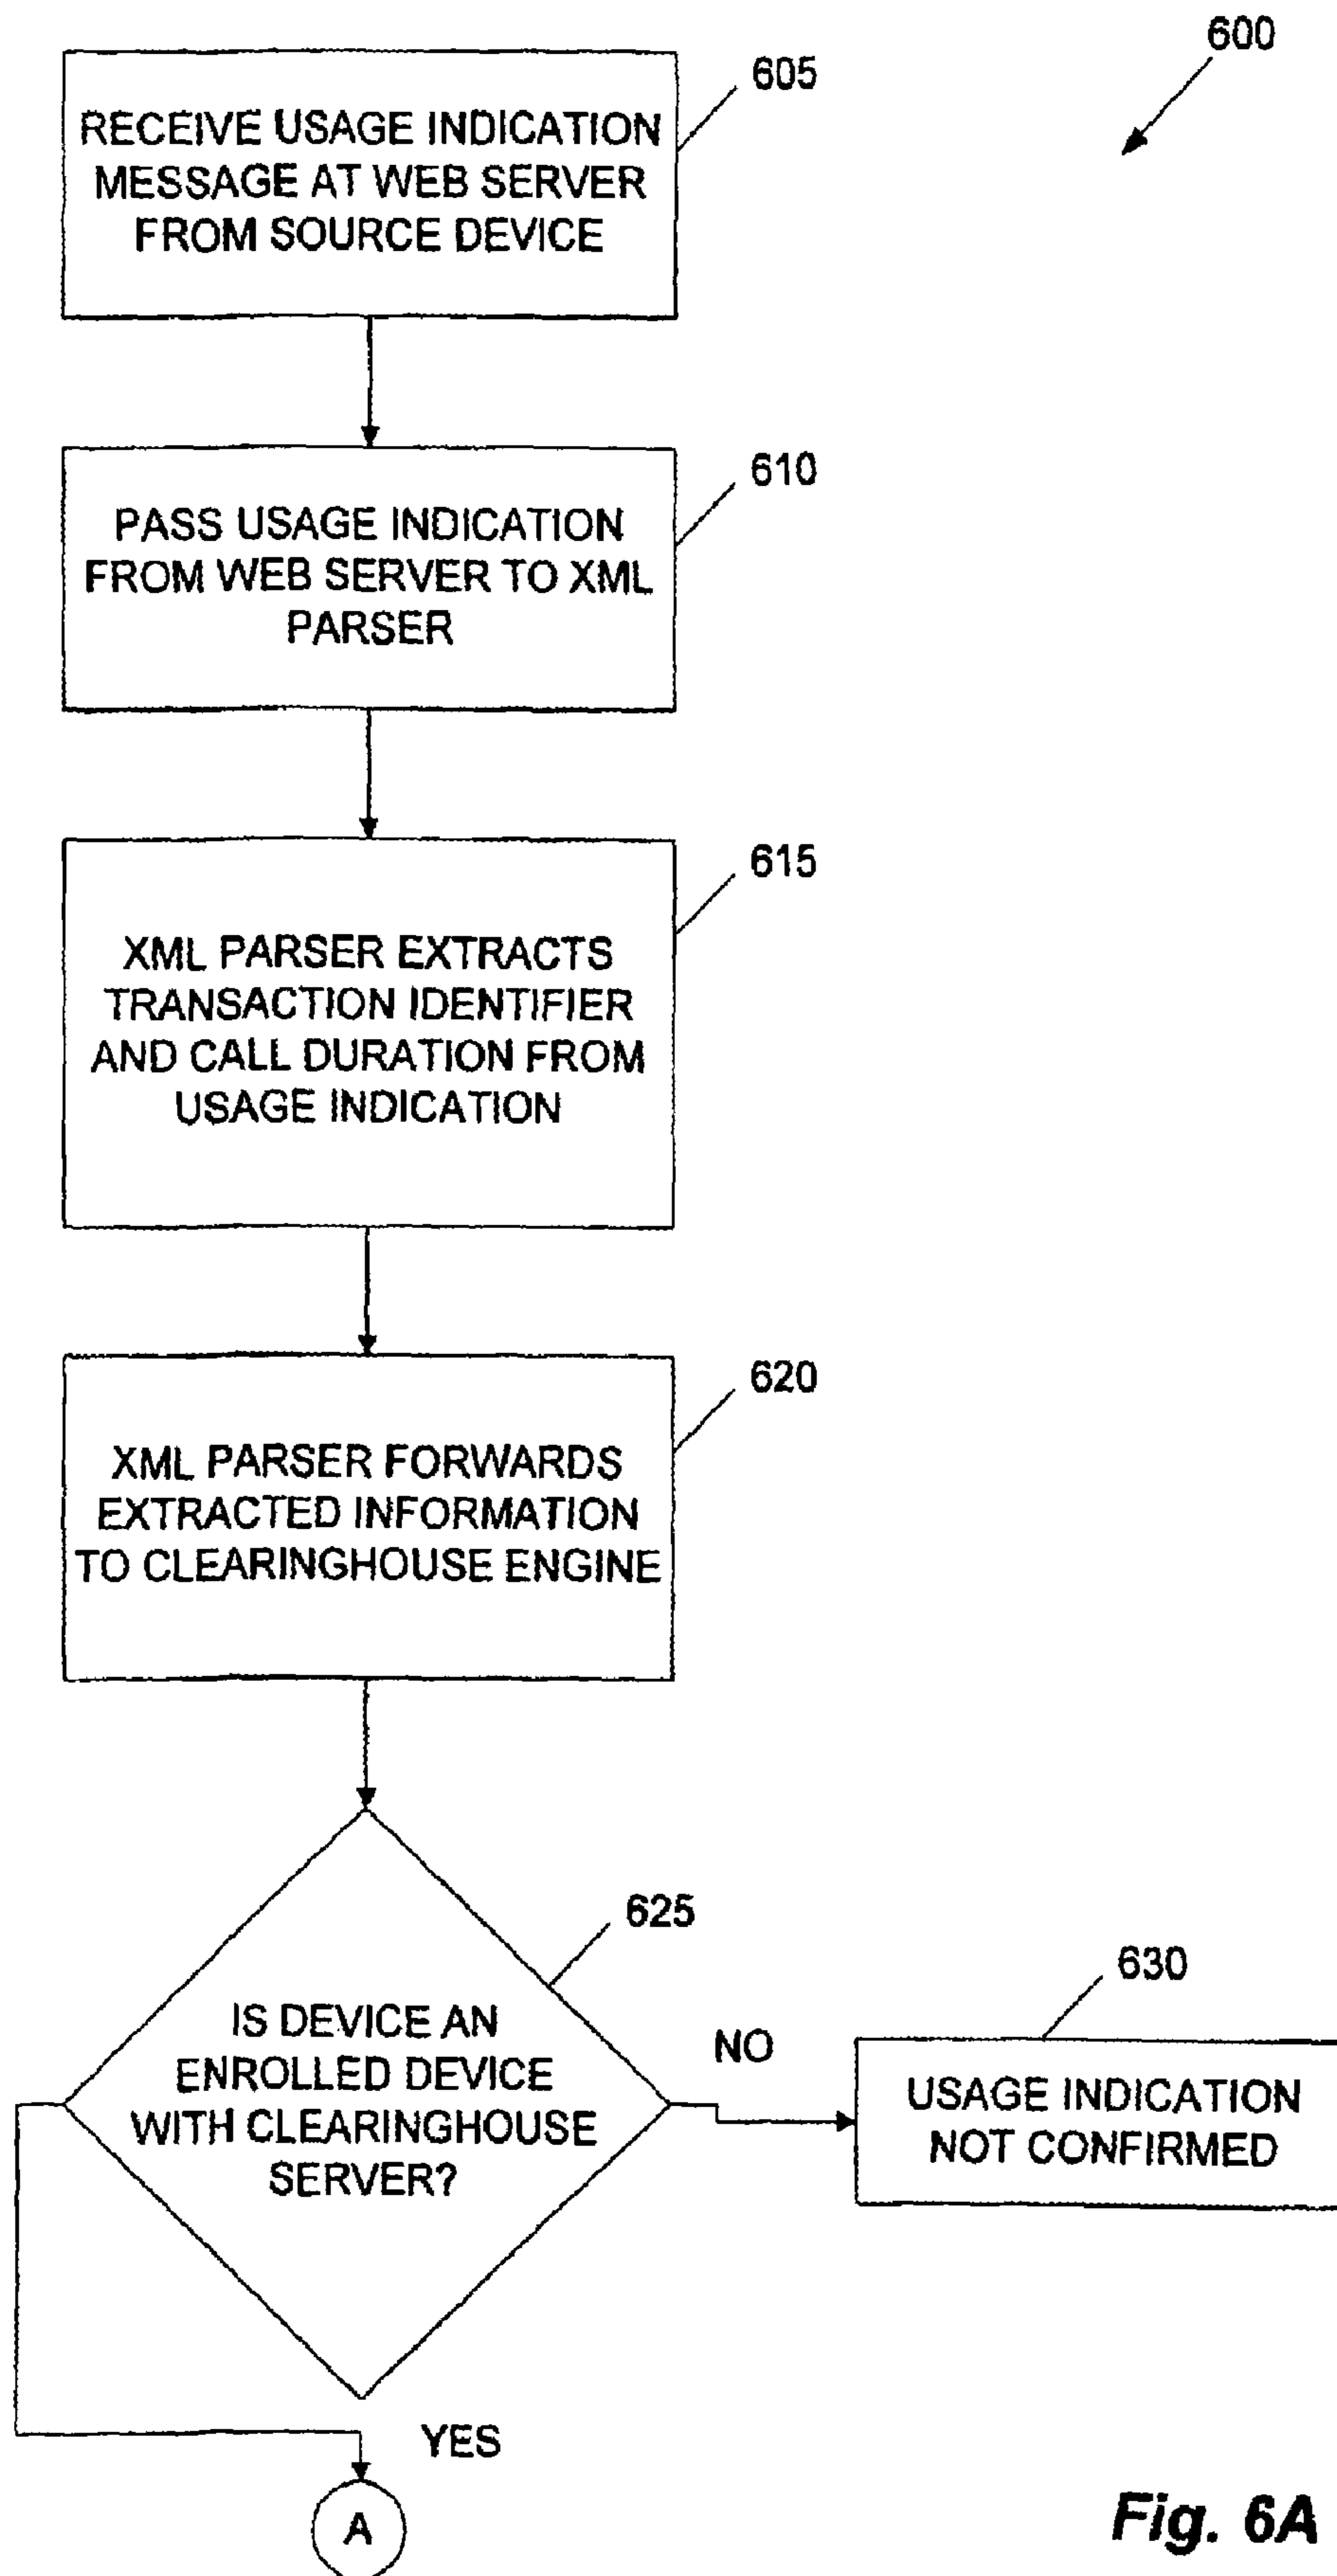 600
605
RECEIVE USAGE INDICATION
MESSAGE AT WEB SERVER
FROM SOURCE DEVICE
610
PASS USAGE INDICATION
FROM WEB SERVER TO XML
PARSER
615
XML PARSER EXTRACTS
TRANSACTION IDENTIFIER
AND CALL DURATION FROM
USAGE INDICATION
620
XML PARSER FORWARDS
EXTRACTED INFORMATION
TO CLEARINGHOUSE ENGINE
625
IS DEVICE AN
ENROLLED DEVICE
WITH CLEARINGHOUSE
SERVER?
NO
630
USAGE INDICATION
NOT CONFIRMED
YES
A
Fig. 6A